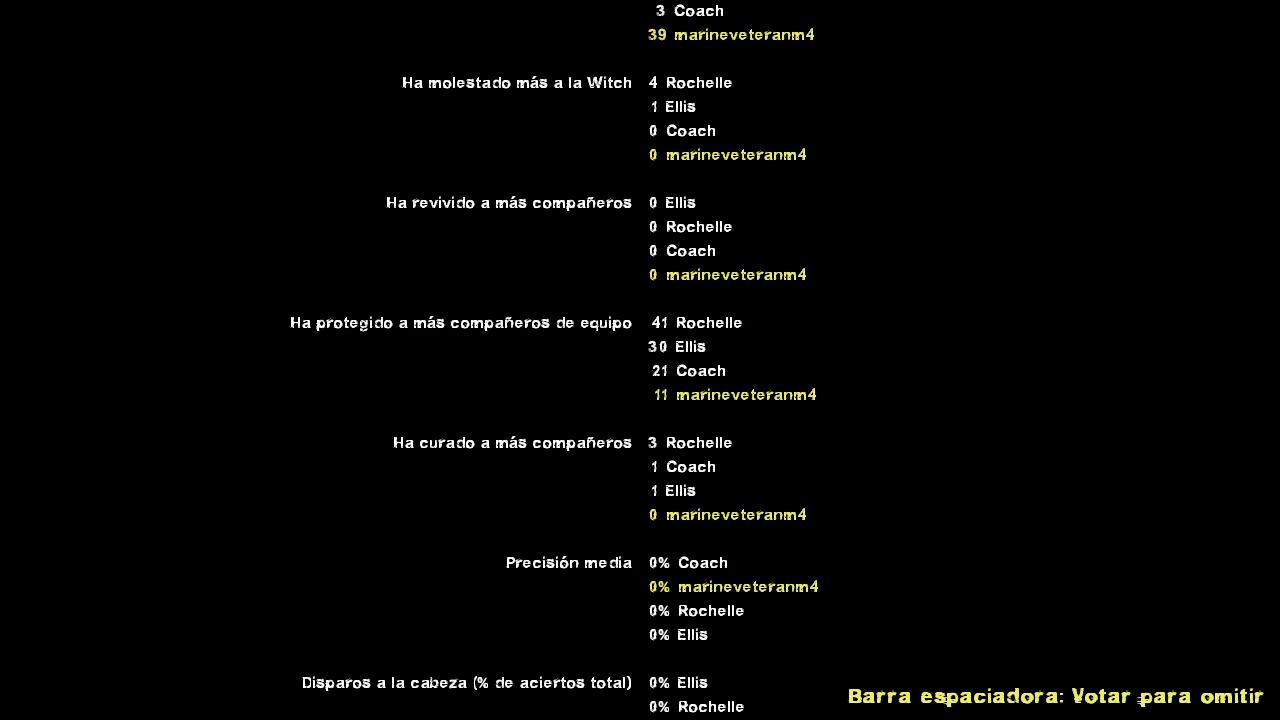 3 Coach
39 marineveteranm4
Ha molestado más a la Witch 4 Rochelle
1 Ellis
0 Coach
0 marineveteranm4
Ha revivido a más compañeros 0 Ellis
0 Rochelle
0 Coach
0 marineveteranm4
Ha protegido a más compañeros de equipo 41 Rochelle
30 Ellis
21 Coach
11 marineveteranm4
Ha curado a más compañeros 3 Rochelle
1 Coach
1 Ellis
0 marineveteranm4
Precisión media 0% Coach
0% marineveteranm4
0% Rochelle
0% Ellis
Disparos a la cabeza (% de aciertos total) 0% Ellis
0% Rochelle
Barra espaciadora: Votar para omitir